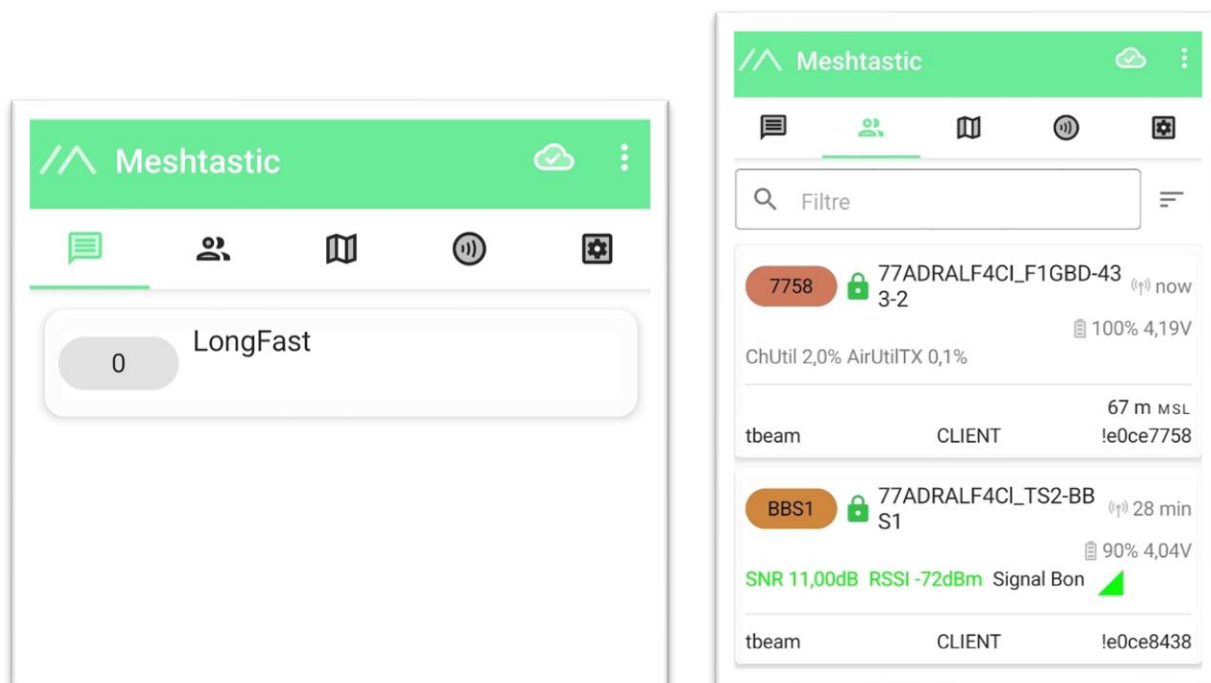 Meshtastic
0
LongFast
Meshtastic
Filtre
7758
77ADRALF4CI_F1GBD-43
3-2
now
100% 4,19V
ChUtil 2,0% AirUtilTX 0,1%
67 m MSL
tbeam CLIENT !e0ce7758
BBS1
77ADRALF4CI_TS2-BB
S1
28 min
90% 4,04V
SNR 11,00dB RSSI -72dBm Signal Bon
tbeam CLIENT !e0ce8438